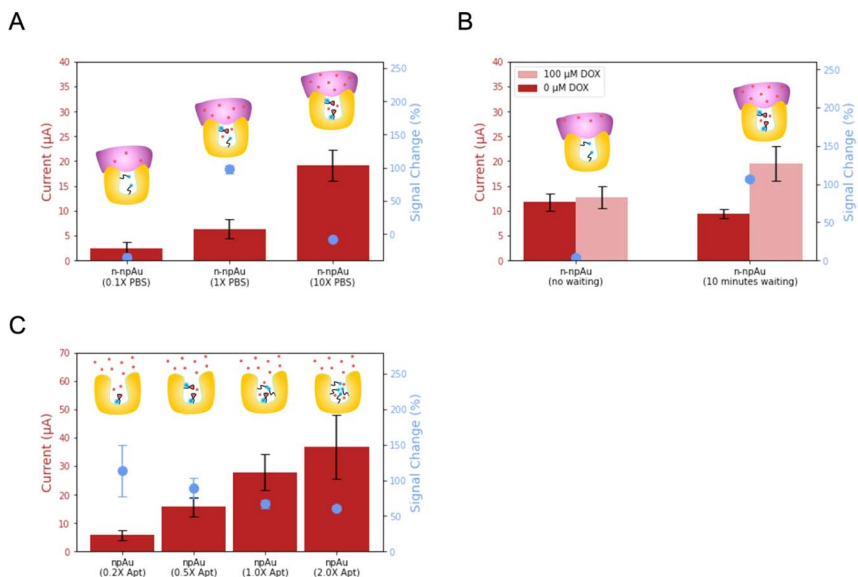 A
Current (μA)
40
35
30
25
20
15
10
5
0
250
200
150
100
50
0
Signal Change (%)
n-npAu
(0.1X PBS)
n-npAu
(1X PBS)
n-npAu
(10X PBS)
B
Current (μA)
40
35
30
25
20
15
10
5
0
100 μM DOX
0 μM DOX
250
200
150
100
50
0
Signal Change (%)
n-npAu
(no waiting)
n-npAu
(10 minutes waiting)
C
Current (μA)
70
60
50
40
30
20
10
0
250
200
150
100
50
0
Signal Change (%)
npAu
(0.2X Apt)
npAu
(0.5X Apt)
npAu
(1.0X Apt)
npAu
(2.0X Apt)